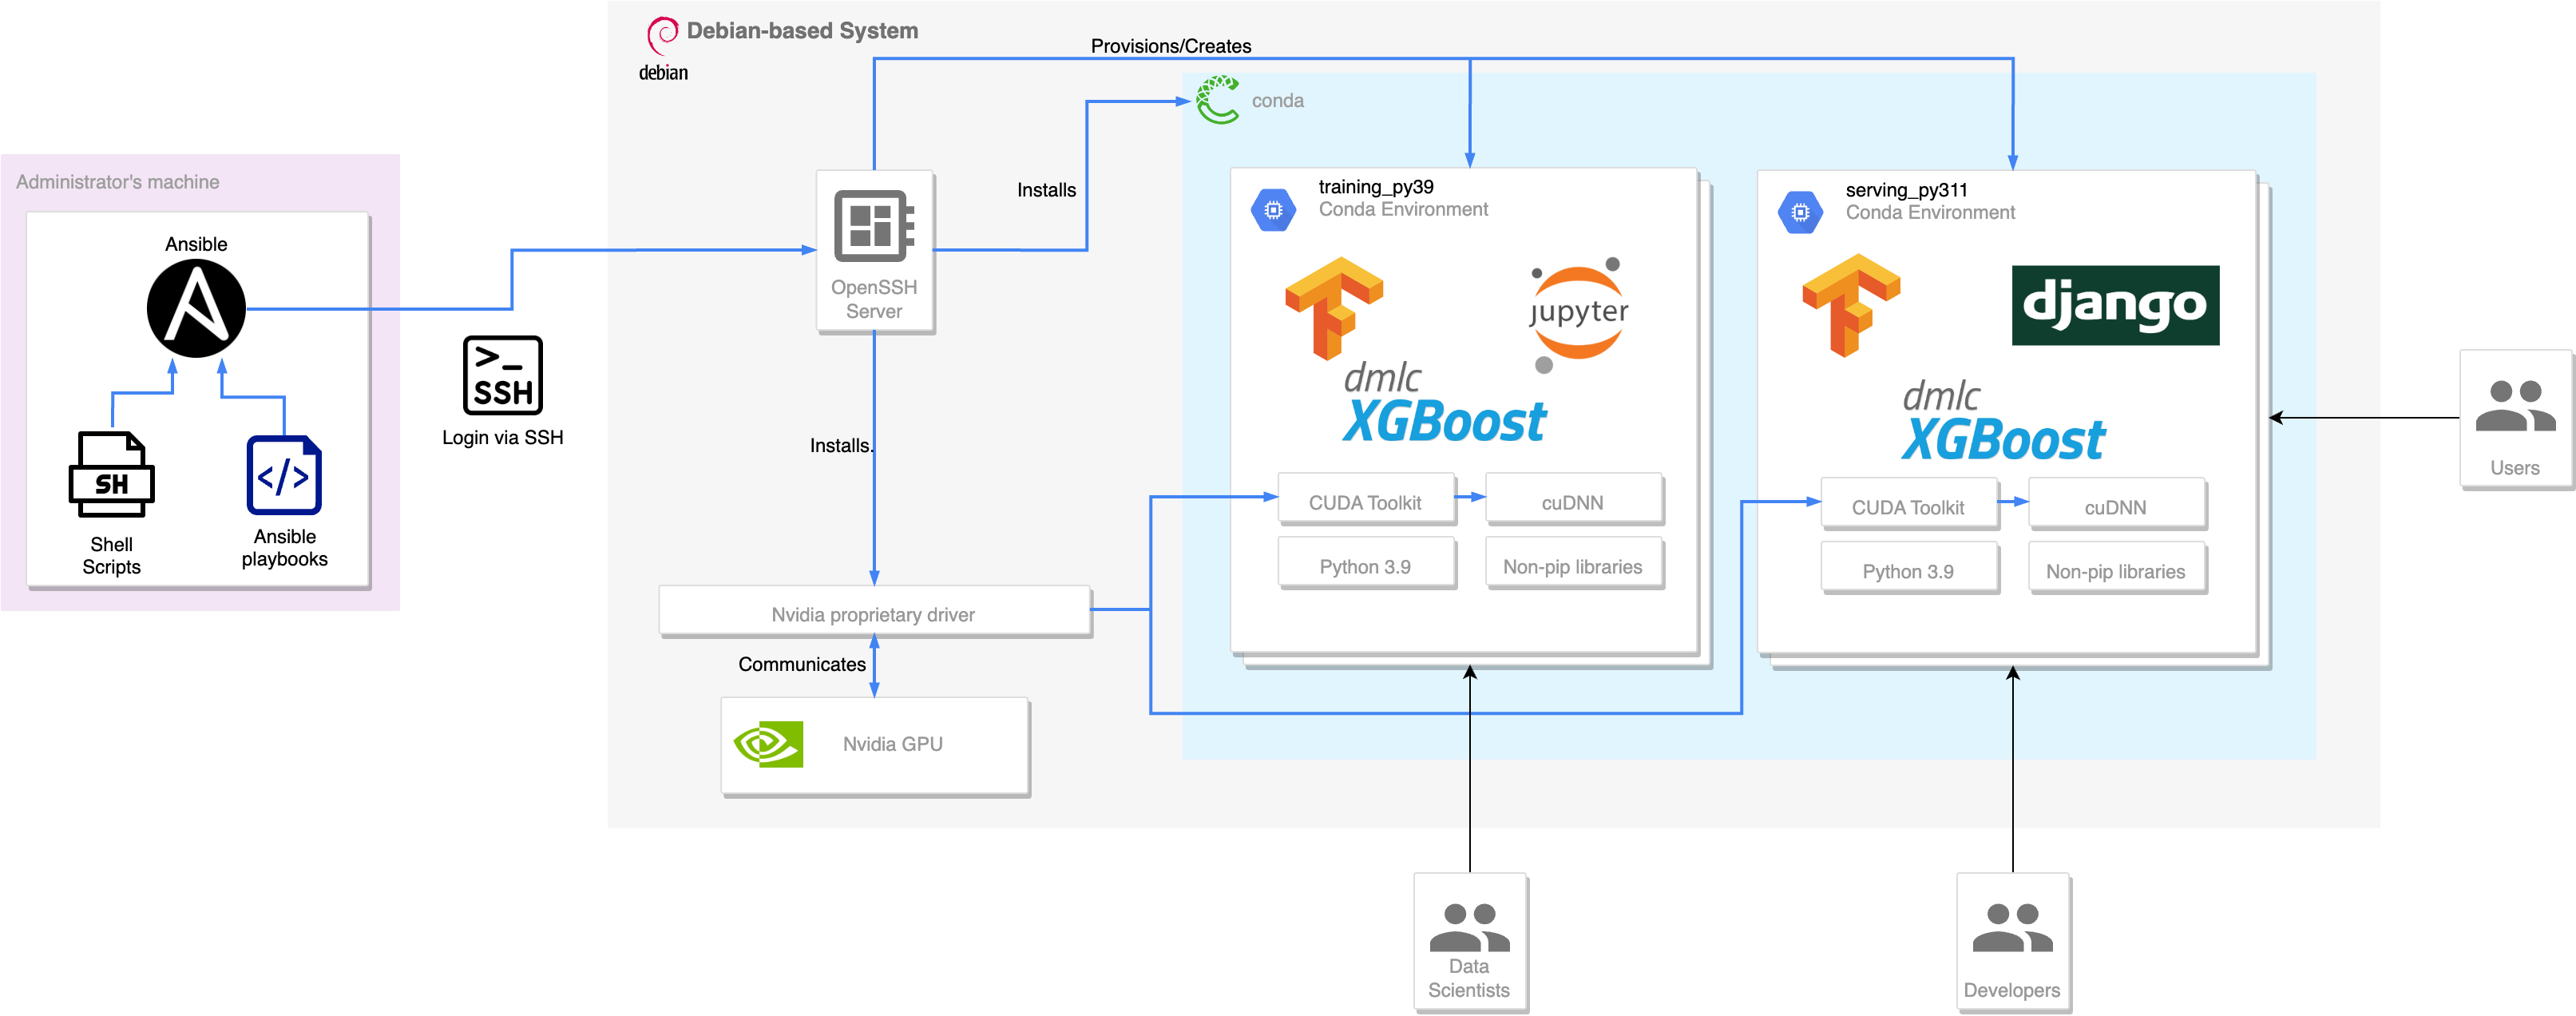 Debian-based System
debian
Provisions/Creates
conda
Administrator's machine
Ansible
SH
Shell
Scripts
</>
Ansible
playbooks
>_
SSH
Login via SSH
OpenSSH
Server
Installs
Installs.
Nvidia proprietary driver
Communicates
Nvidia GPU
training_py39
Conda Environment
jupyter
dmlc
XGBoost
CUDA Toolkit
cuDNN
Python 3.9
Non-pip libraries
serving_py311
Conda Environment
django
dmlc
XGBoost
CUDA Toolkit
cuDNN
Python 3.9
Non-pip libraries
Users
Data
Scientists
Developers